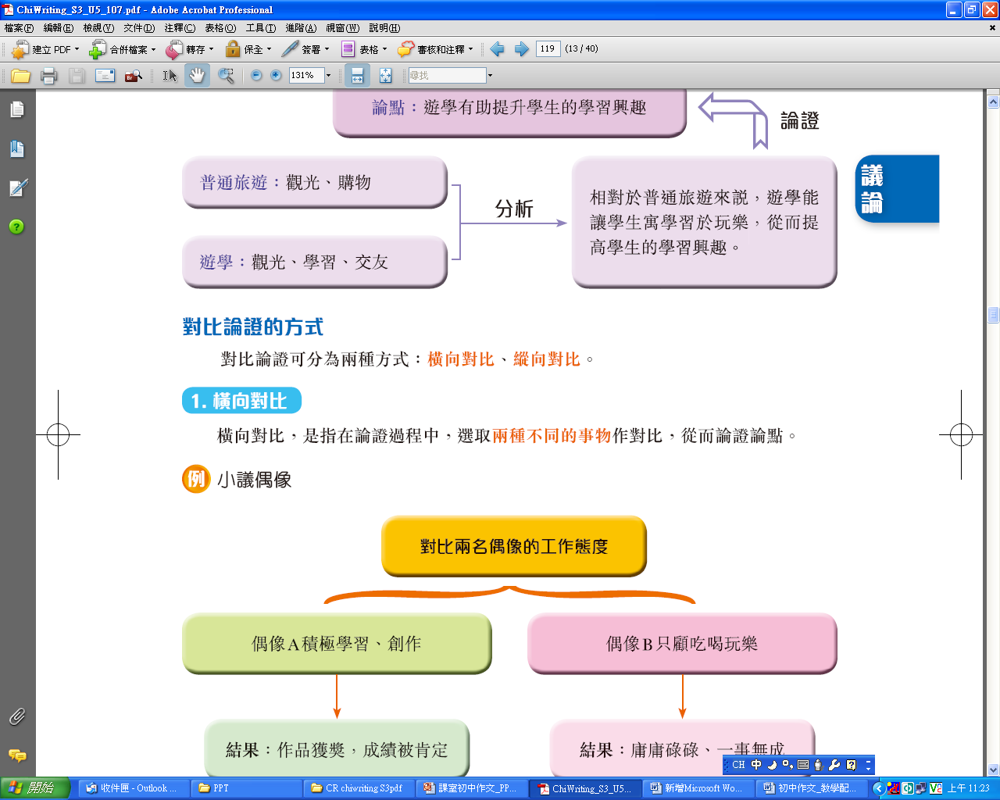 ChiWriting_S3_U5_107.pdf - Adobe Acrobat Professional
檔案(F) 編輯(E) 檢視(V) 文件(D) 注釋(C) 表格(O) 工具(T) 進階(A) 視窗(W) 說明(H)
建立 PDF 合併檔案 轉存 保全 簽署 表格 審核和注釋 119 (13 / 40)
131% 尋找
論點：遊學有助提升學生的學習興趣
論證
普通旅遊：觀光、購物
分析
遊學：觀光、學習、交友
相對於普通旅遊來說，遊學能
讓學生寓學習於玩樂，從而提
高學生的學習興趣。
議
論
對比論證的方式
對比論證可分為兩種方式：橫向對比、縱向對比。
1. 橫向對比
橫向對比，是指在論證過程中，選取兩種不同的事物作對比，從而論證論點。
例 小議偶像
對比兩名偶像的工作態度
偶像A積極學習、創作
偶像B只顧吃喝玩樂
結果：作品獲獎，成績被肯定
結果：庸庸碌碌、一事無成
CH 中
開始 收件匣 - Outlook ... PPT CR chiwriting S3pdf 課室初中作文_PP... ChiWriting_S3_U5... 新增Microsoft Wo... 初中作文_教學配... 上午 11:23